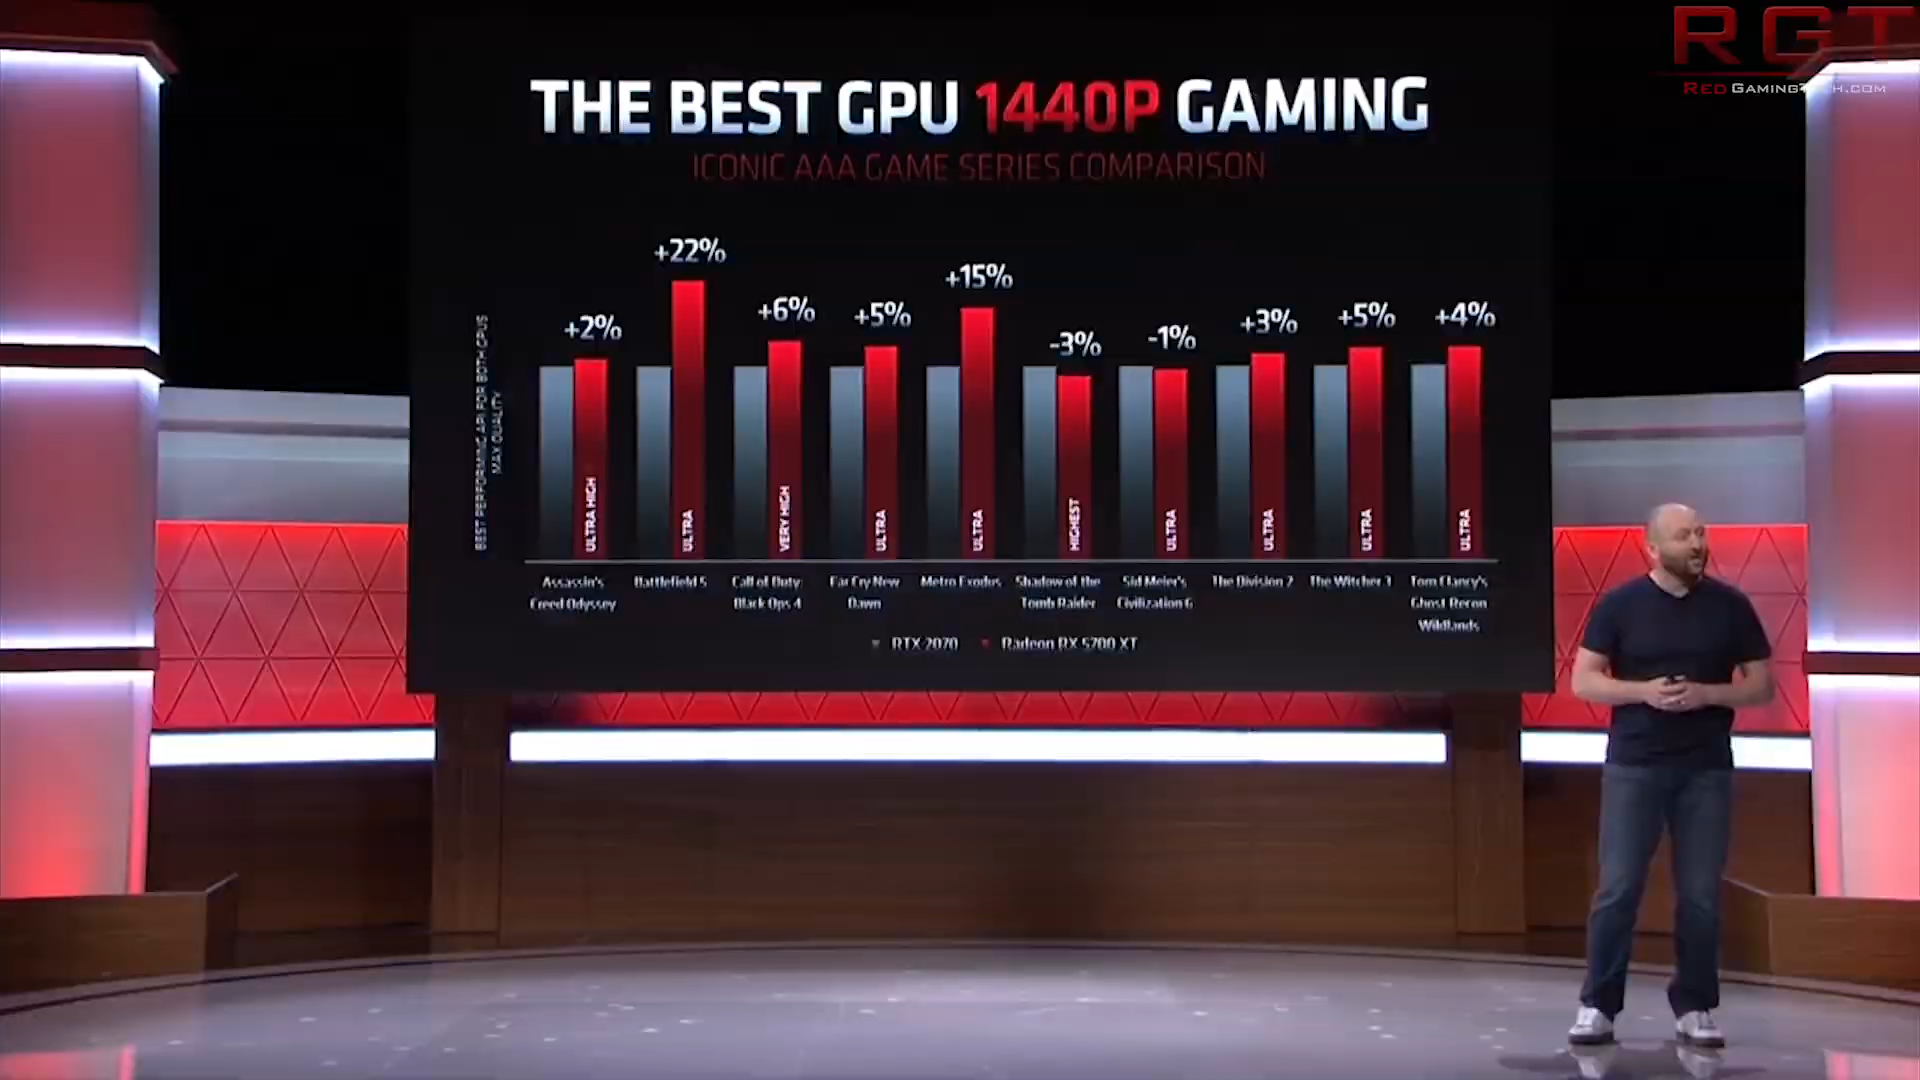 RGT
RED GAMINGTECH.COM
THE BEST GPU 1440P GAMING
ICONIC AAA GAME SERIES COMPARISON
BEST PERFORMING API FOR BOTH GPUS
MAX QUALITY
+2%
+22%
+6%
+5%
+15%
-3%
-1%
+3%
+5%
+4%
ULTRA HIGH
ULTRA
VERY HIGH
ULTRA
ULTRA
HIGHEST
ULTRA
ULTRA
ULTRA
ULTRA
Assassin's
Creed Odyssey
Battlefield 5
Call of Duty:
Black Ops 4
Far Cry New
Dawn
Metro Exodus
Shadow of the
Tomb Raider
Sid Meier's
Civilization 6
The Division 2
The Witcher 3
Tom Clancy's
Ghost Recon
Wildlands
RTX 2070
Radeon RX 5700 XT